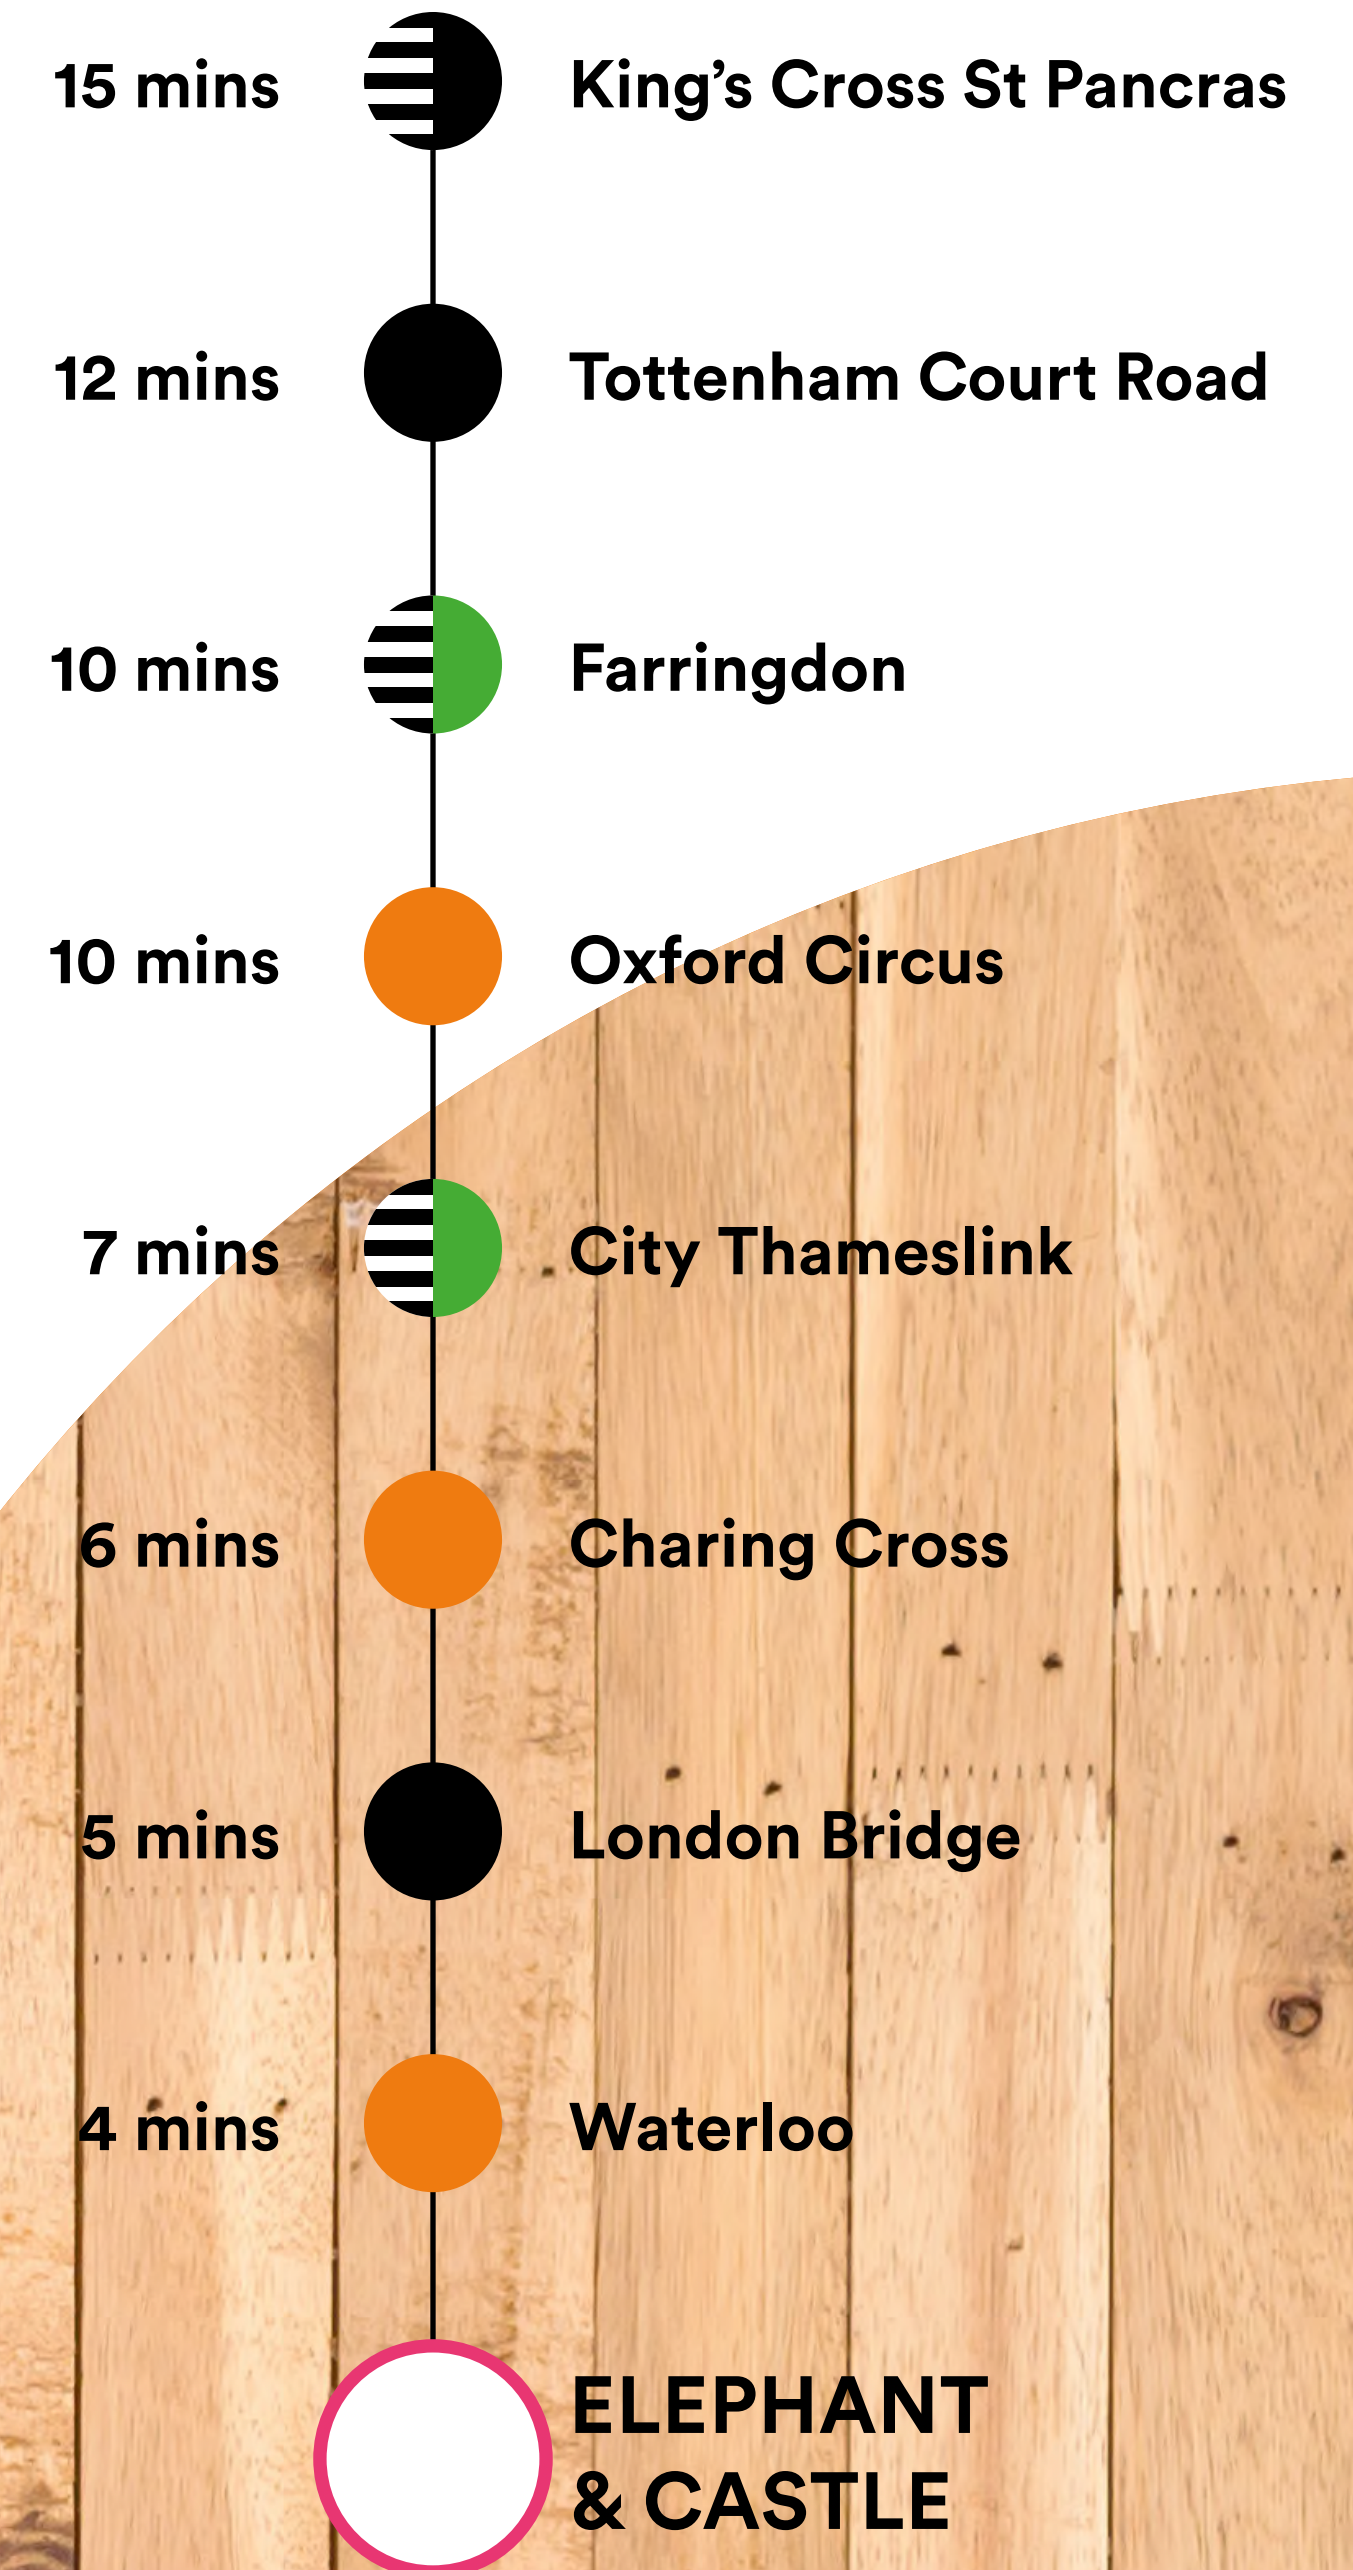 15 mins King’s Cross St Pancras
12 mins Tottenham Court Road
10 mins Farringdon
10 mins Oxford Circus
7 mins City Thameslink
6 mins Charing Cross
5 mins London Bridge
4 mins Waterloo
ELEPHANT
& CASTLE